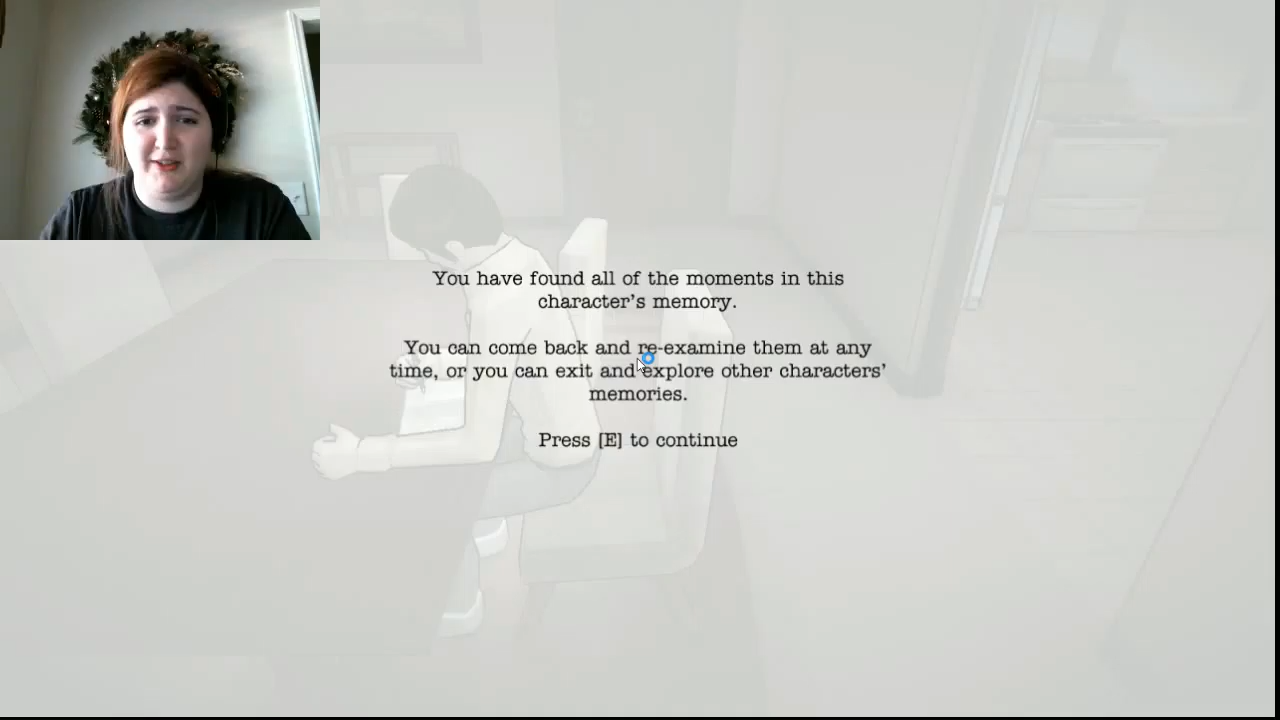 You have found all of the moments in this
character's memory.
You can come back and re-examine them at any
time, or you can exit and explore other characters'
memories.
Press [E] to continue